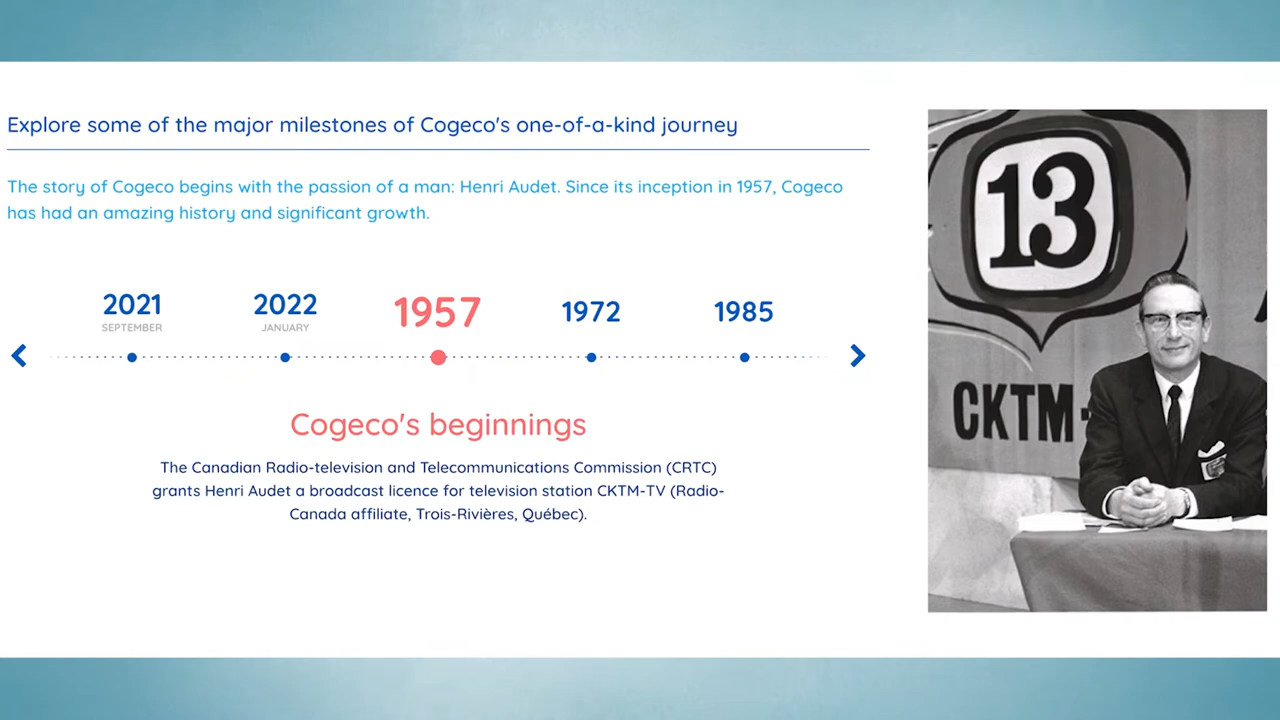 Explore some of the major milestones of Cogeco's one-of-a-kind journey
The story of Cogeco begins with the passion of a man: Henri Audet. Since its inception in 1957, Cogeco
has had an amazing history and significant growth.
2021
SEPTEMBER
2022
JANUARY
1957
1972
1985
Cogeco's beginnings
The Canadian Radio-television and Telecommunications Commission (CRTC)
grants Henri Audet a broadcast licence for television station CKTM-TV (Radio-
Canada affiliate, Trois-Rivières, Québec).
13
CKTM-